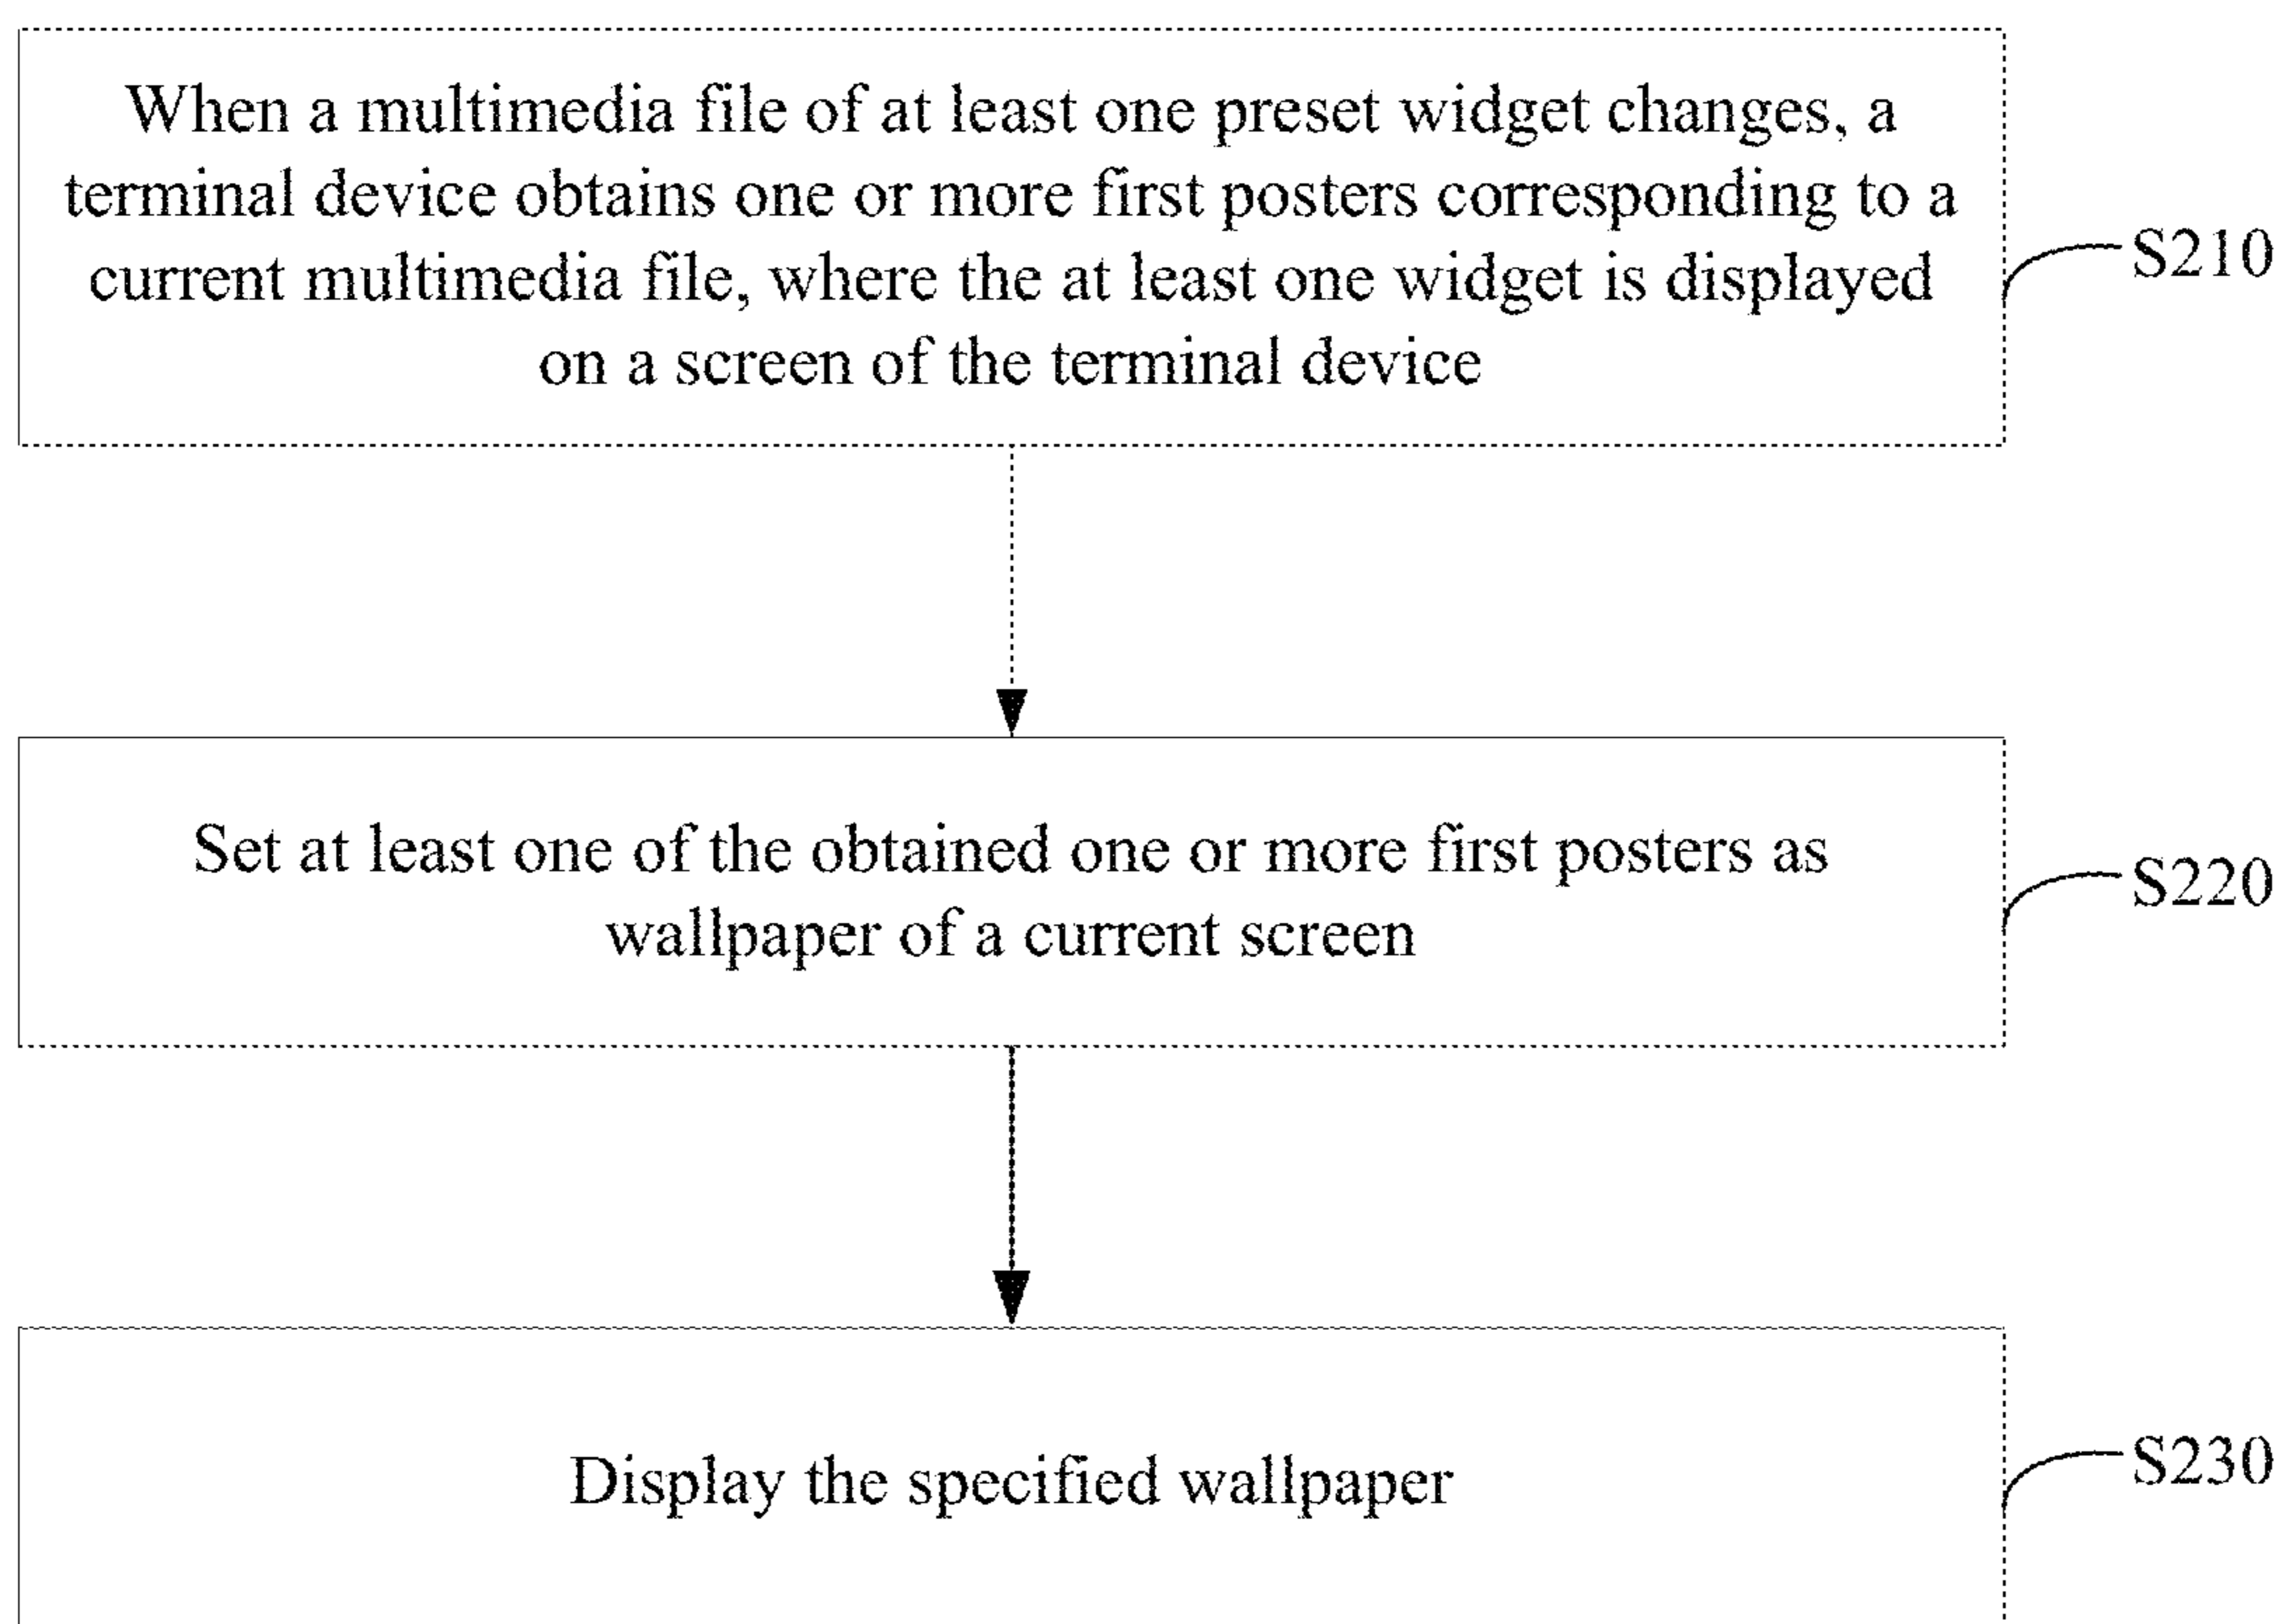 When a multimedia file of at least one preset widget changes, a
terminal device obtains one or more first posters corresponding to a
current multimedia file, where the at least one widget is displayed
on a screen of the terminal device
S210
Set at least one of the obtained one or more first posters as
wallpaper of a current screen
S220
Display the specified wallpaper
S230